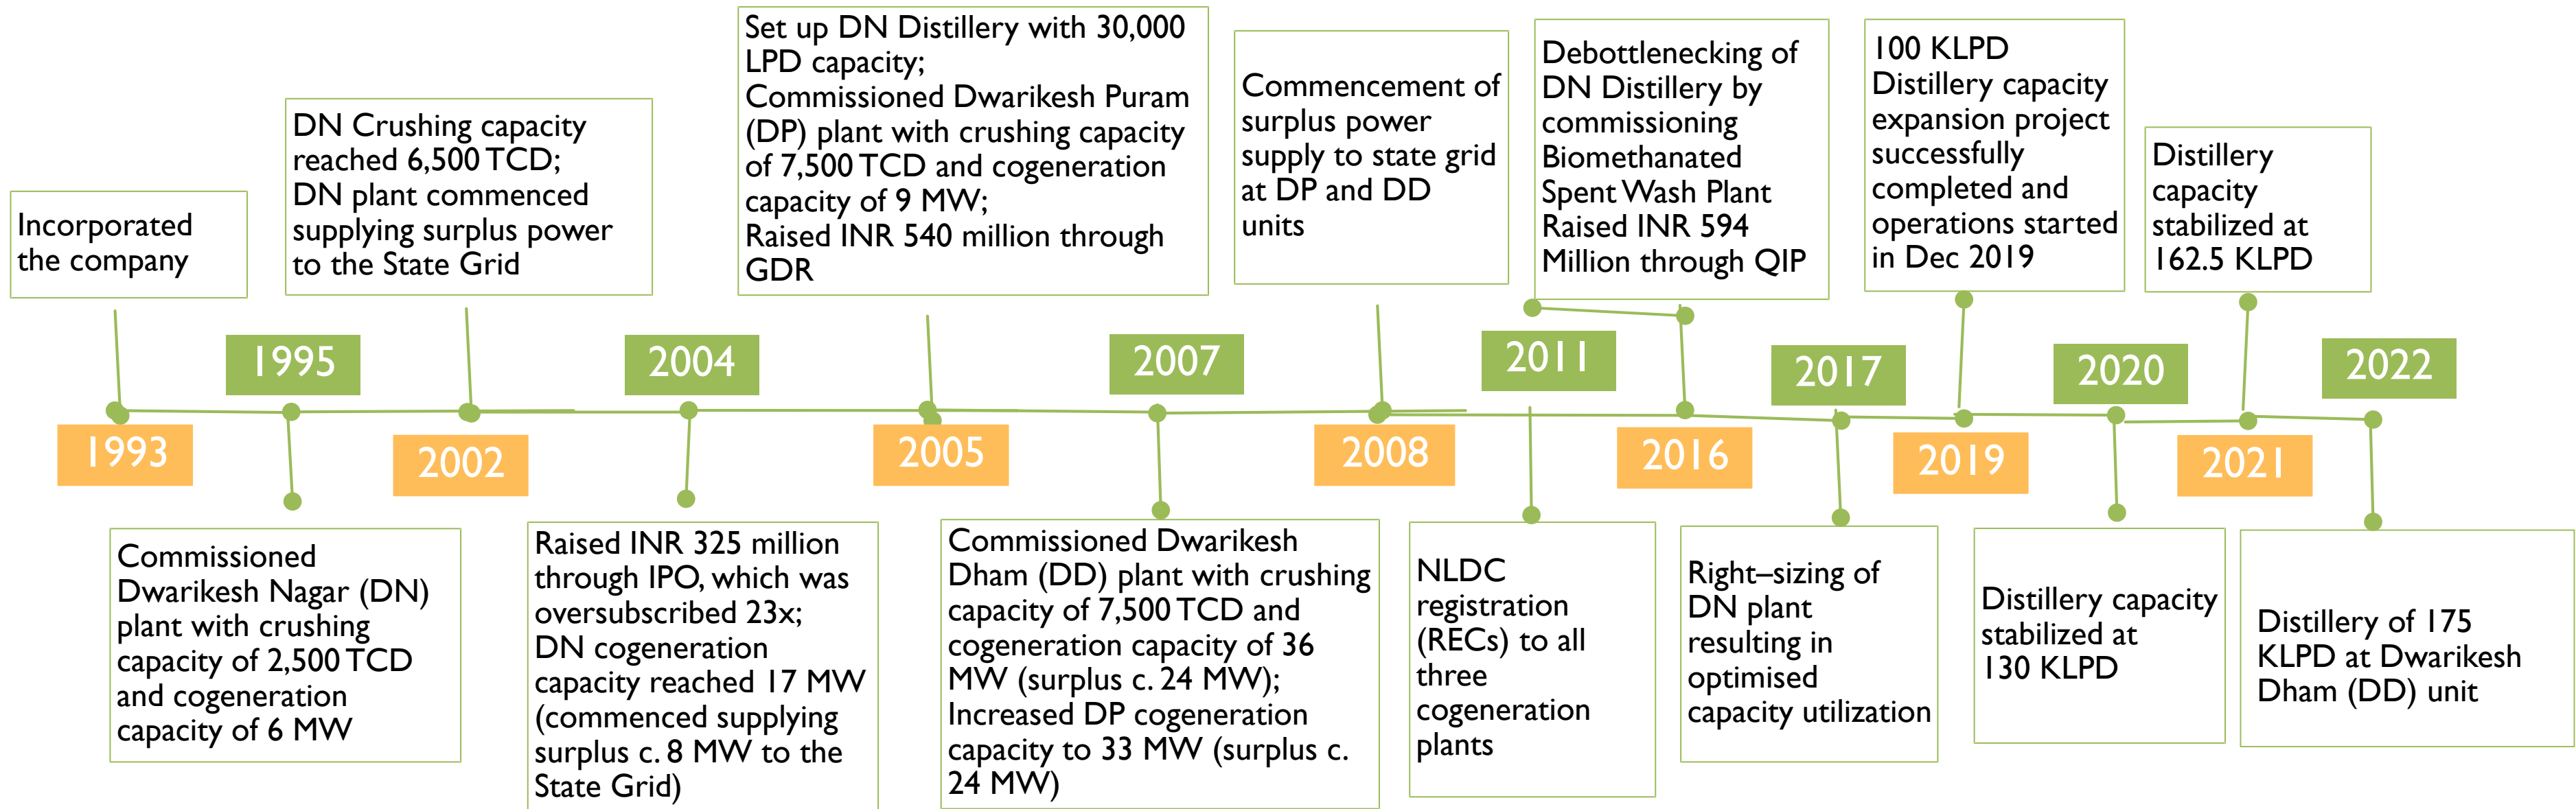 Incorporated
the company
1993
1995
Commissioned
Dwarikesh Nagar (DN)
plant with crushing
capacity of 2,500 TCD
and cogeneration
capacity of 6 MW
DN Crushing capacity
reached 6,500 TCD;
DN plant commenced
supplying surplus power
to the State Grid
2002
2004
Raised INR 325 million
through IPO, which was
oversubscribed 23x;
DN cogeneration
capacity reached 17 MW
(commenced supplying
surplus c. 8 MW to the
State Grid)
Set up DN Distillery with 30,000
LPD capacity;
Commissioned Dwarikesh Puram
(DP) plant with crushing capacity
of 7,500 TCD and cogeneration
capacity of 9 MW;
Raised INR 540 million through
GDR
2005
2007
Commissioned Dwarikesh
Dham (DD) plant with crushing
capacity of 7,500 TCD and
cogeneration capacity of 36
MW (surplus c. 24 MW);
Increased DP cogeneration
capacity to 33 MW (surplus c.
24 MW)
Commencement of
surplus power
supply to state grid
at DP and DD
units
2008
2011
NLDC
registration
(RECs) to all
three
cogeneration
plants
Debottlenecking of
DN Distillery by
commissioning
Biomethanated
Spent Wash Plant
Raised INR 594
Million through QIP
2016
2017
Right–sizing of
DN plant
resulting in
optimised
capacity utilization
100 KLPD
Distillery capacity
expansion project
successfully
completed and
operations started
in Dec 2019
2019
2020
Distillery capacity
stabilized at
130 KLPD
Distillery
capacity
stabilized at
162.5 KLPD
2021
2022
Distillery of 175
KLPD at Dwarikesh
Dham (DD) unit